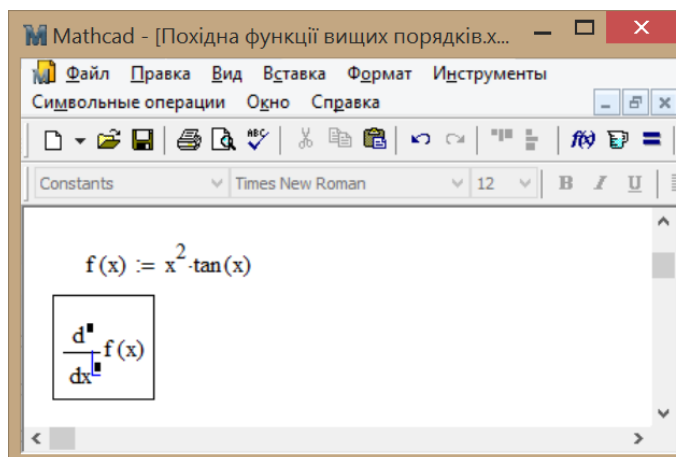 Mathcad - [Похідна функції вищих порядків.x...
Файл Правка Вид Вставка Формат Инструменты
Символьные операции Окно Справка
ABC f(x)
Constants Times New Roman 12 B I U
f(x) := x²·tan(x)
d
f(x)
dx